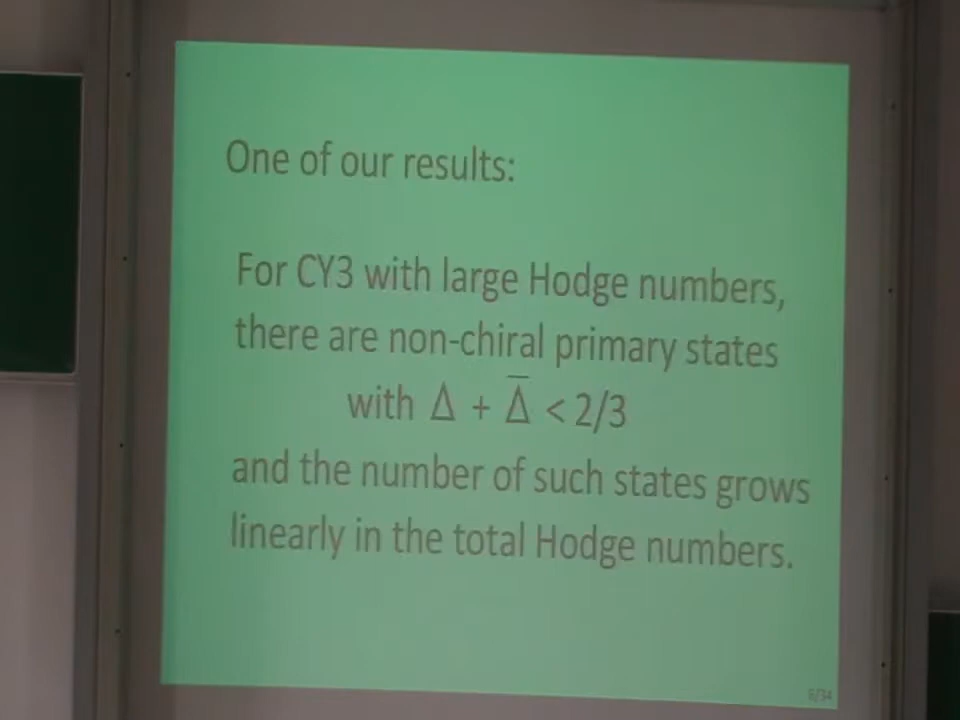 One of our results:
For CY3 with large Hodge numbers,
there are non-chiral primary states
with Δ + Δ̅ < 2/3
and the number of such states grows
linearly in the total Hodge numbers.
6/34